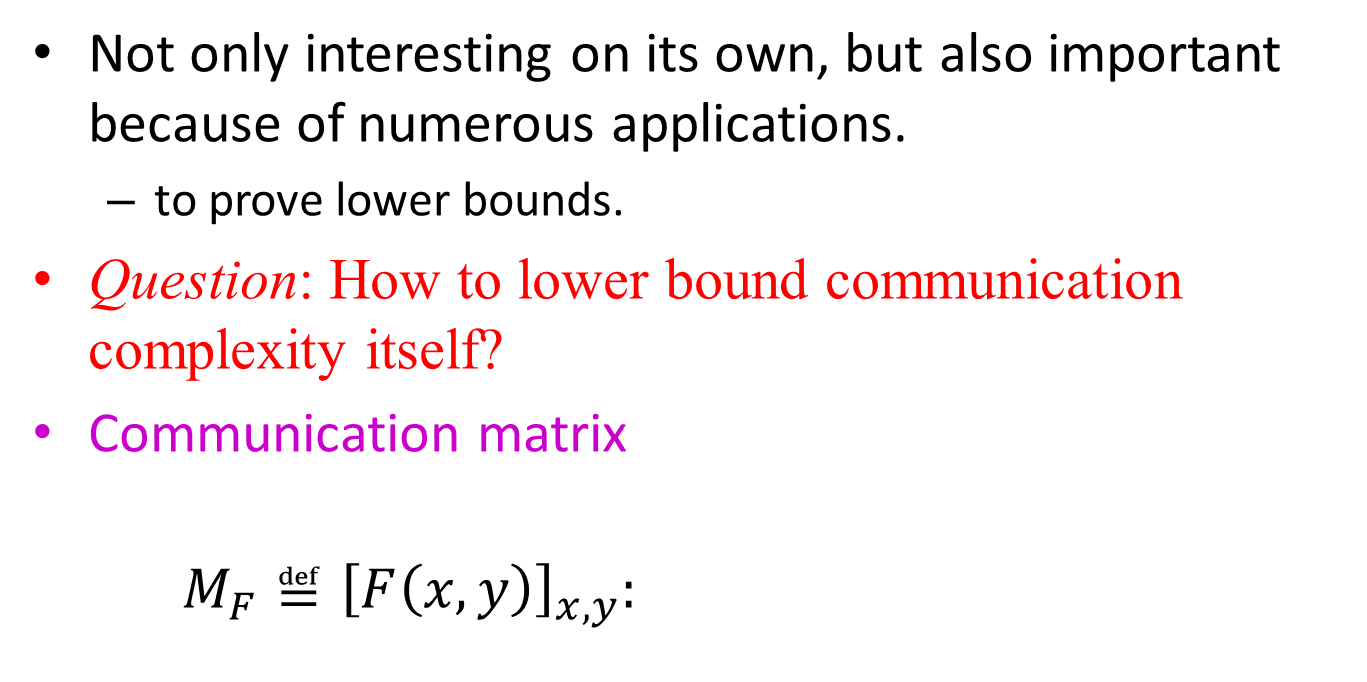 • Not only interesting on its own, but also important
because of numerous applications.
– to prove lower bounds.
• Question: How to lower bound communication
complexity itself?
• Communication matrix
M_F ≝ [F(x, y)]_{x,y}: